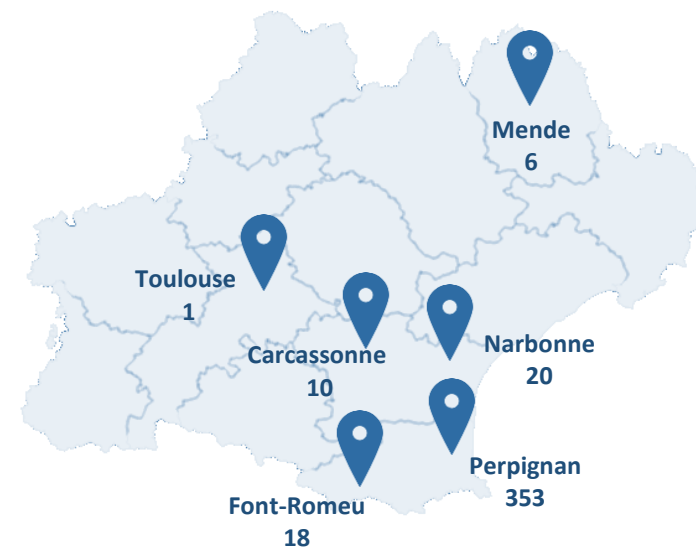 Mende
6
Toulouse
1
Carcassonne
10
Narbonne
20
Perpignan
353
Font-Romeu
18